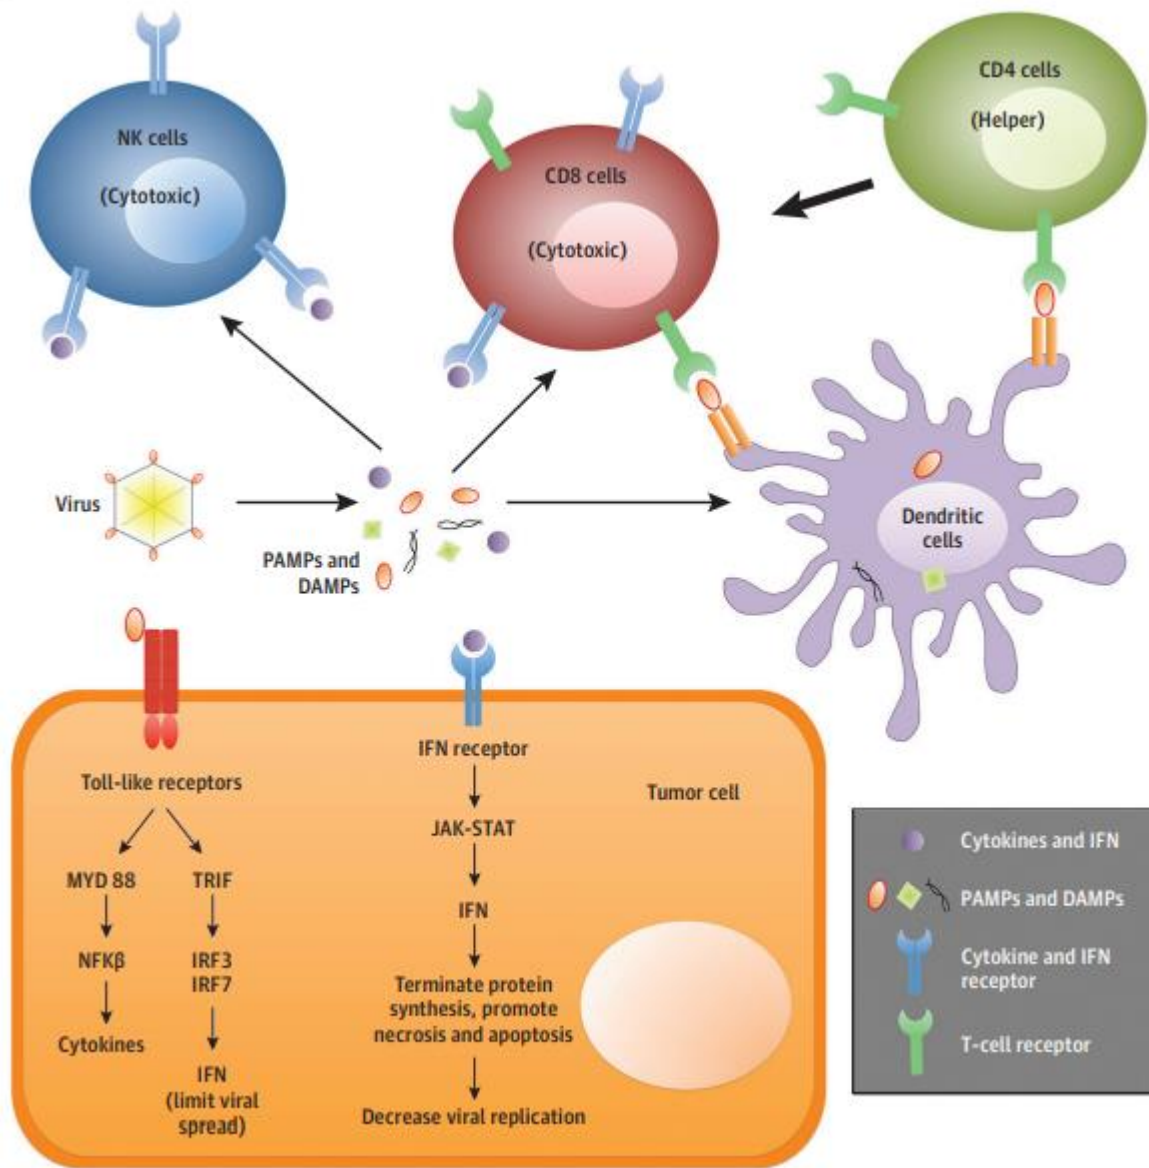 NK cells
(Cytotoxic)
CD8 cells
(Cytotoxic)
CD4 cells
(Helper)
Virus
PAMPs and
DAMPs
Dendritic
cells
Toll-like receptors
MYD 88
NFKβ
Cytokines
TRIF
IRF3
IRF7
IFN
(limit viral
spread)
IFN receptor
JAK-STAT
IFN
Terminate protein
synthesis, promote
necrosis and apoptosis
Decrease viral replication
Tumor cell
Cytokines and IFN
PAMPs and DAMPs
Cytokine and IFN
receptor
T-cell receptor